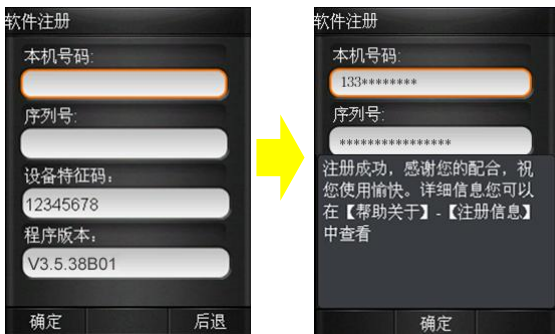 软件注册
本机号码:
序列号:
设备特征码：
12345678
程序版本：
V3.5.38B01
确定
后退
软件注册
本机号码:
133********
序列号:
****************
注册成功，感谢您的配合，祝
您使用愉快。详细信息您可以
在【帮助关于】-【注册信息】
中查看
确定